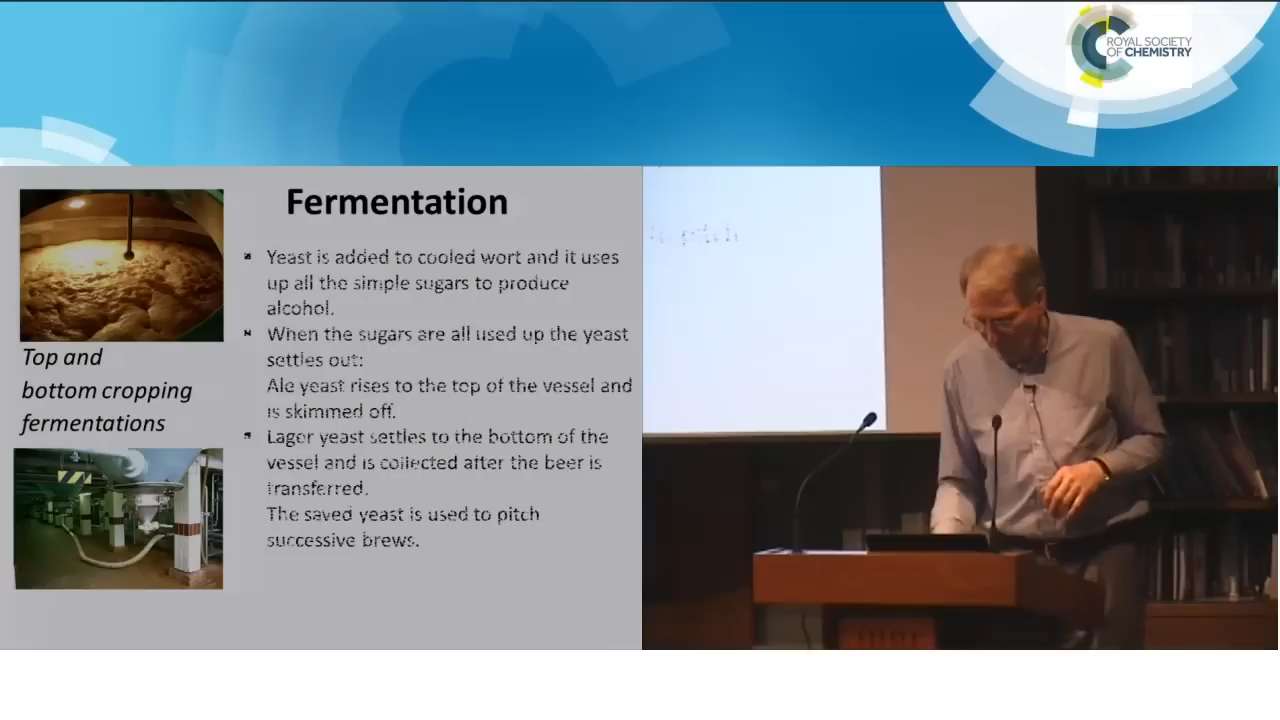 ROYAL SOCIETY
OF CHEMISTRY
Fermentation
Yeast is added to cooled wort and it uses
up all the simple sugars to produce
alcohol.
When the sugars are all used up the yeast
settles out:
Ale yeast rises to the top of the vessel and
is skimmed off.
Lager yeast settles to the bottom of the
vessel and is collected after the beer is
transferred.
The saved yeast is used to pitch
successive brews.
Top and
bottom cropping
fermentations